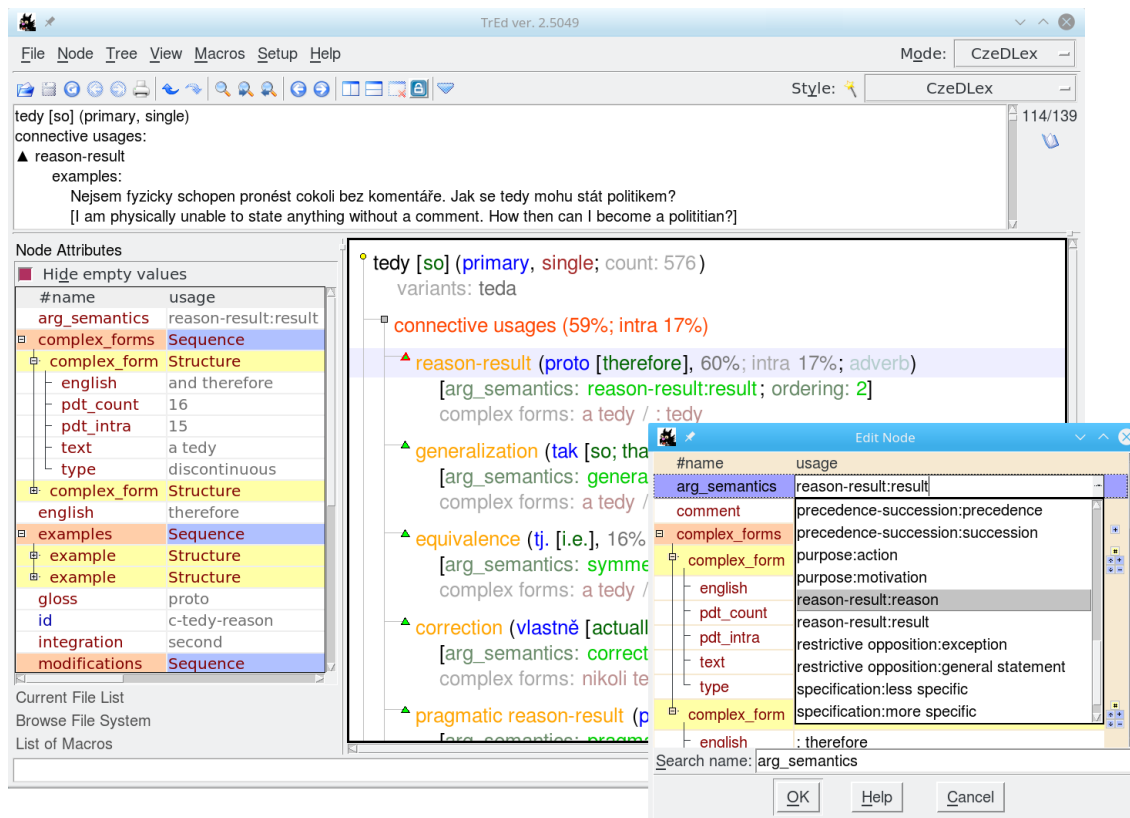 TrEd ver. 2.5049
File Node Tree View Macros Setup Help
Mode: CzeDLex
Style: CzeDLex
tedy [so] (primary, single)
114/139
connective usages:
▲ reason-result
examples:
Nejsem fyzicky schopen pronést cokoli bez komentáře. Jak se tedy mohu stát politikem?
[I am physically unable to state anything without a comment. How then can I become a polititian?]
Node Attributes
Hide empty values
#name usage
arg_semantics reason-result:result
complex_forms Sequence
complex_form Structure
english and therefore
pdt_count 16
pdt_intra 15
text a tedy
type discontinuous
complex_form Structure
english therefore
examples Sequence
example Structure
example Structure
gloss proto
id c-tedy-reason
integration second
modifications Sequence
Current File List
Browse File System
List of Macros
tedy [so] (primary, single; count: 576)
variants: teda
connective usages (59%; intra 17%)
reason-result (proto [therefore], 60%; intra 17%; adverb)
[arg_semantics: reason-result:result; ordering: 2]
complex forms: a tedy / : tedy
generalization (tak [so; tha
[arg_semantics: genera
complex forms: a tedy /
equivalence (tj. [i.e.], 16%
[arg_semantics: symme
complex forms: a tedy /
correction (vlastně [actuall
[arg_semantics: correct
complex forms: nikoli te
pragmatic reason-result (p
[arg_semantics: pragm
Edit Node
#name usage
arg_semantics reason-result:result
comment
complex_forms
complex_form
english
pdt_count
pdt_intra
text
type
complex_form
english : therefore
precedence-succession:precedence
precedence-succession:succession
purpose:action
purpose:motivation
reason-result:reason
reason-result:result
restrictive opposition:exception
restrictive opposition:general statement
specification:less specific
specification:more specific
Search name: arg_semantics
OK Help Cancel